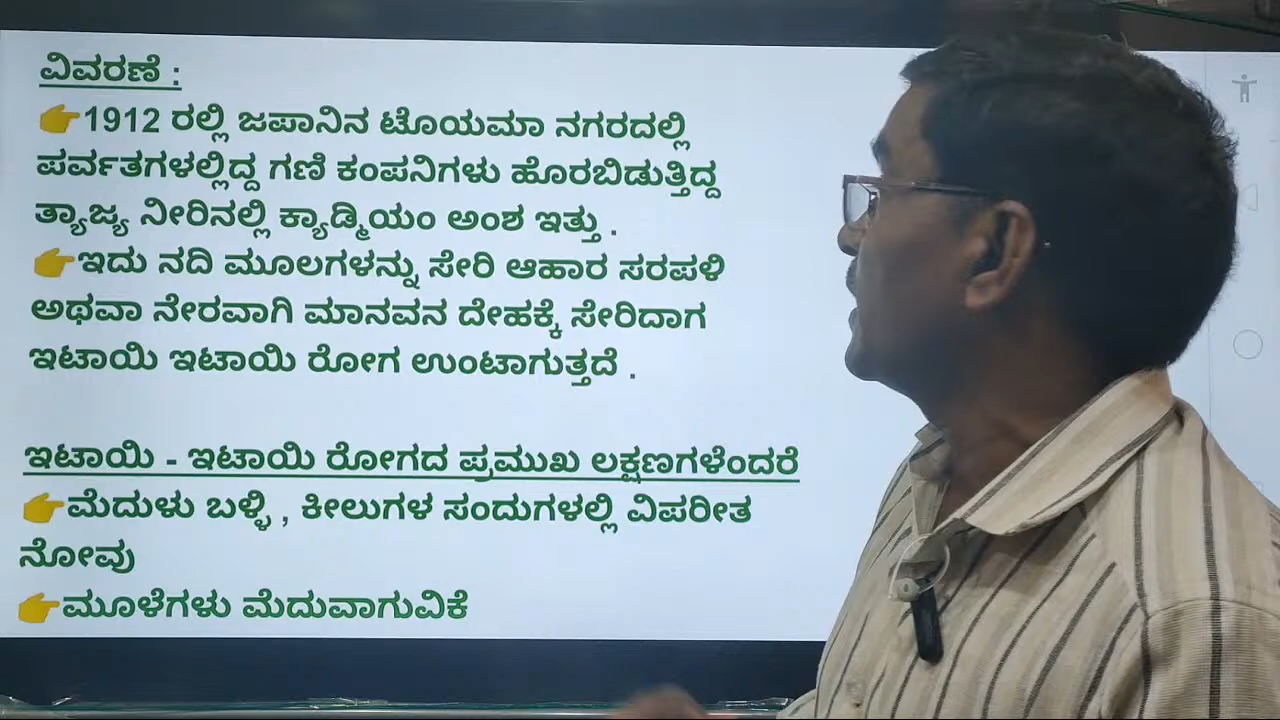 ವಿವರಣೆ :
👉1912 ರಲ್ಲಿ ಜಪಾನಿನ ಟೊಯಮಾ ನಗರದಲ್ಲಿ
ಪರ್ವತಗಳಲ್ಲಿದ್ದ ಗಣಿ ಕಂಪನಿಗಳು ಹೊರಬಿಡುತ್ತಿದ್ದ
ತ್ಯಾಜ್ಯ ನೀರಿನಲ್ಲಿ ಕ್ಯಾಡ್ಮಿಯಂ ಅಂಶ ಇತ್ತು .
👉ಇದು ನದಿ ಮೂಲಗಳನ್ನು ಸೇರಿ ಆಹಾರ ಸರಪಳಿ
ಅಥವಾ ನೇರವಾಗಿ ಮಾನವನ ದೇಹಕ್ಕೆ ಸೇರಿದಾಗ
ಇಟಾಯಿ ಇಟಾಯಿ ರೋಗ ಉಂಟಾಗುತ್ತದೆ .
ಇಟಾಯಿ - ಇಟಾಯಿ ರೋಗದ ಪ್ರಮುಖ ಲಕ್ಷಣಗಳೆಂದರೆ
👉ಮೆದುಳು ಬಳ್ಳಿ , ಕೀಲುಗಳ ಸಂದುಗಳಲ್ಲಿ ವಿಪರೀತ
ನೋವು
👉ಮೂಳೆಗಳು ಮೆದುವಾಗುವಿಕೆ